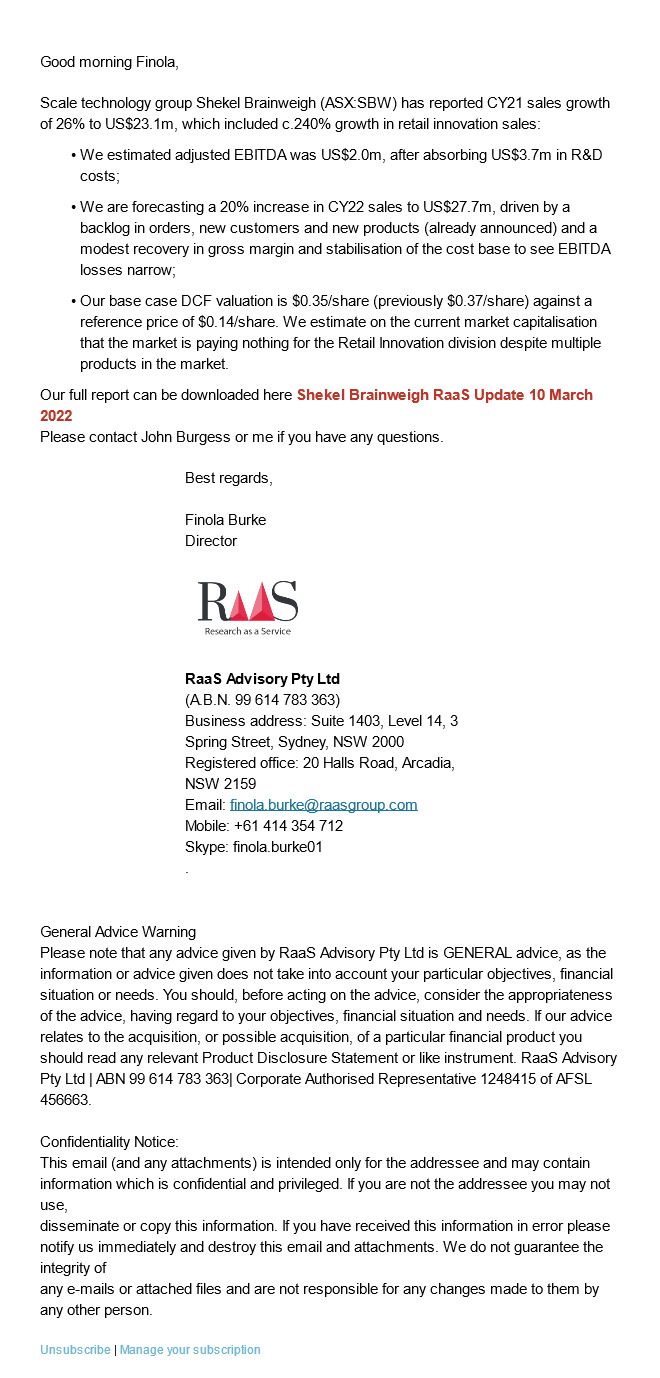 Good morning Finola,
Scale technology group Shekel Brainweigh (ASX:SBW) has reported CY21 sales growth
of 26% to US$23.1m, which included c.240% growth in retail innovation sales:
• We estimated adjusted EBITDA was US$2.0m, after absorbing US$3.7m in R&D
costs;
• We are forecasting a 20% increase in CY22 sales to US$27.7m, driven by a
backlog in orders, new customers and new products (already announced) and a
modest recovery in gross margin and stabilisation of the cost base to see EBITDA
losses narrow;
• Our base case DCF valuation is $0.35/share (previously $0.37/share) against a
reference price of $0.14/share. We estimate on the current market capitalisation
that the market is paying nothing for the Retail Innovation division despite multiple
products in the market.
Our full report can be downloaded here Shekel Brainweigh RaaS Update 10 March
2022
Please contact John Burgess or me if you have any questions.
Best regards,
Finola Burke
Director
RAAS
Research as a Service
RaaS Advisory Pty Ltd
(A.B.N. 99 614 783 363)
Business address: Suite 1403, Level 14, 3
Spring Street, Sydney, NSW 2000
Registered office: 20 Halls Road, Arcadia,
NSW 2159
Email: finola.burke@raasgroup.com
Mobile: +61 414 354 712
Skype: finola.burke01
.
General Advice Warning
Please note that any advice given by RaaS Advisory Pty Ltd is GENERAL advice, as the
information or advice given does not take into account your particular objectives, financial
situation or needs. You should, before acting on the advice, consider the appropriateness
of the advice, having regard to your objectives, financial situation and needs. If our advice
relates to the acquisition, or possible acquisition, of a particular financial product you
should read any relevant Product Disclosure Statement or like instrument. RaaS Advisory
Pty Ltd | ABN 99 614 783 363| Corporate Authorised Representative 1248415 of AFSL
456663.
Confidentiality Notice:
This email (and any attachments) is intended only for the addressee and may contain
information which is confidential and privileged. If you are not the addressee you may not
use,
disseminate or copy this information. If you have received this information in error please
notify us immediately and destroy this email and attachments. We do not guarantee the
integrity of
any e-mails or attached files and are not responsible for any changes made to them by
any other person.
Unsubscribe | Manage your subscription